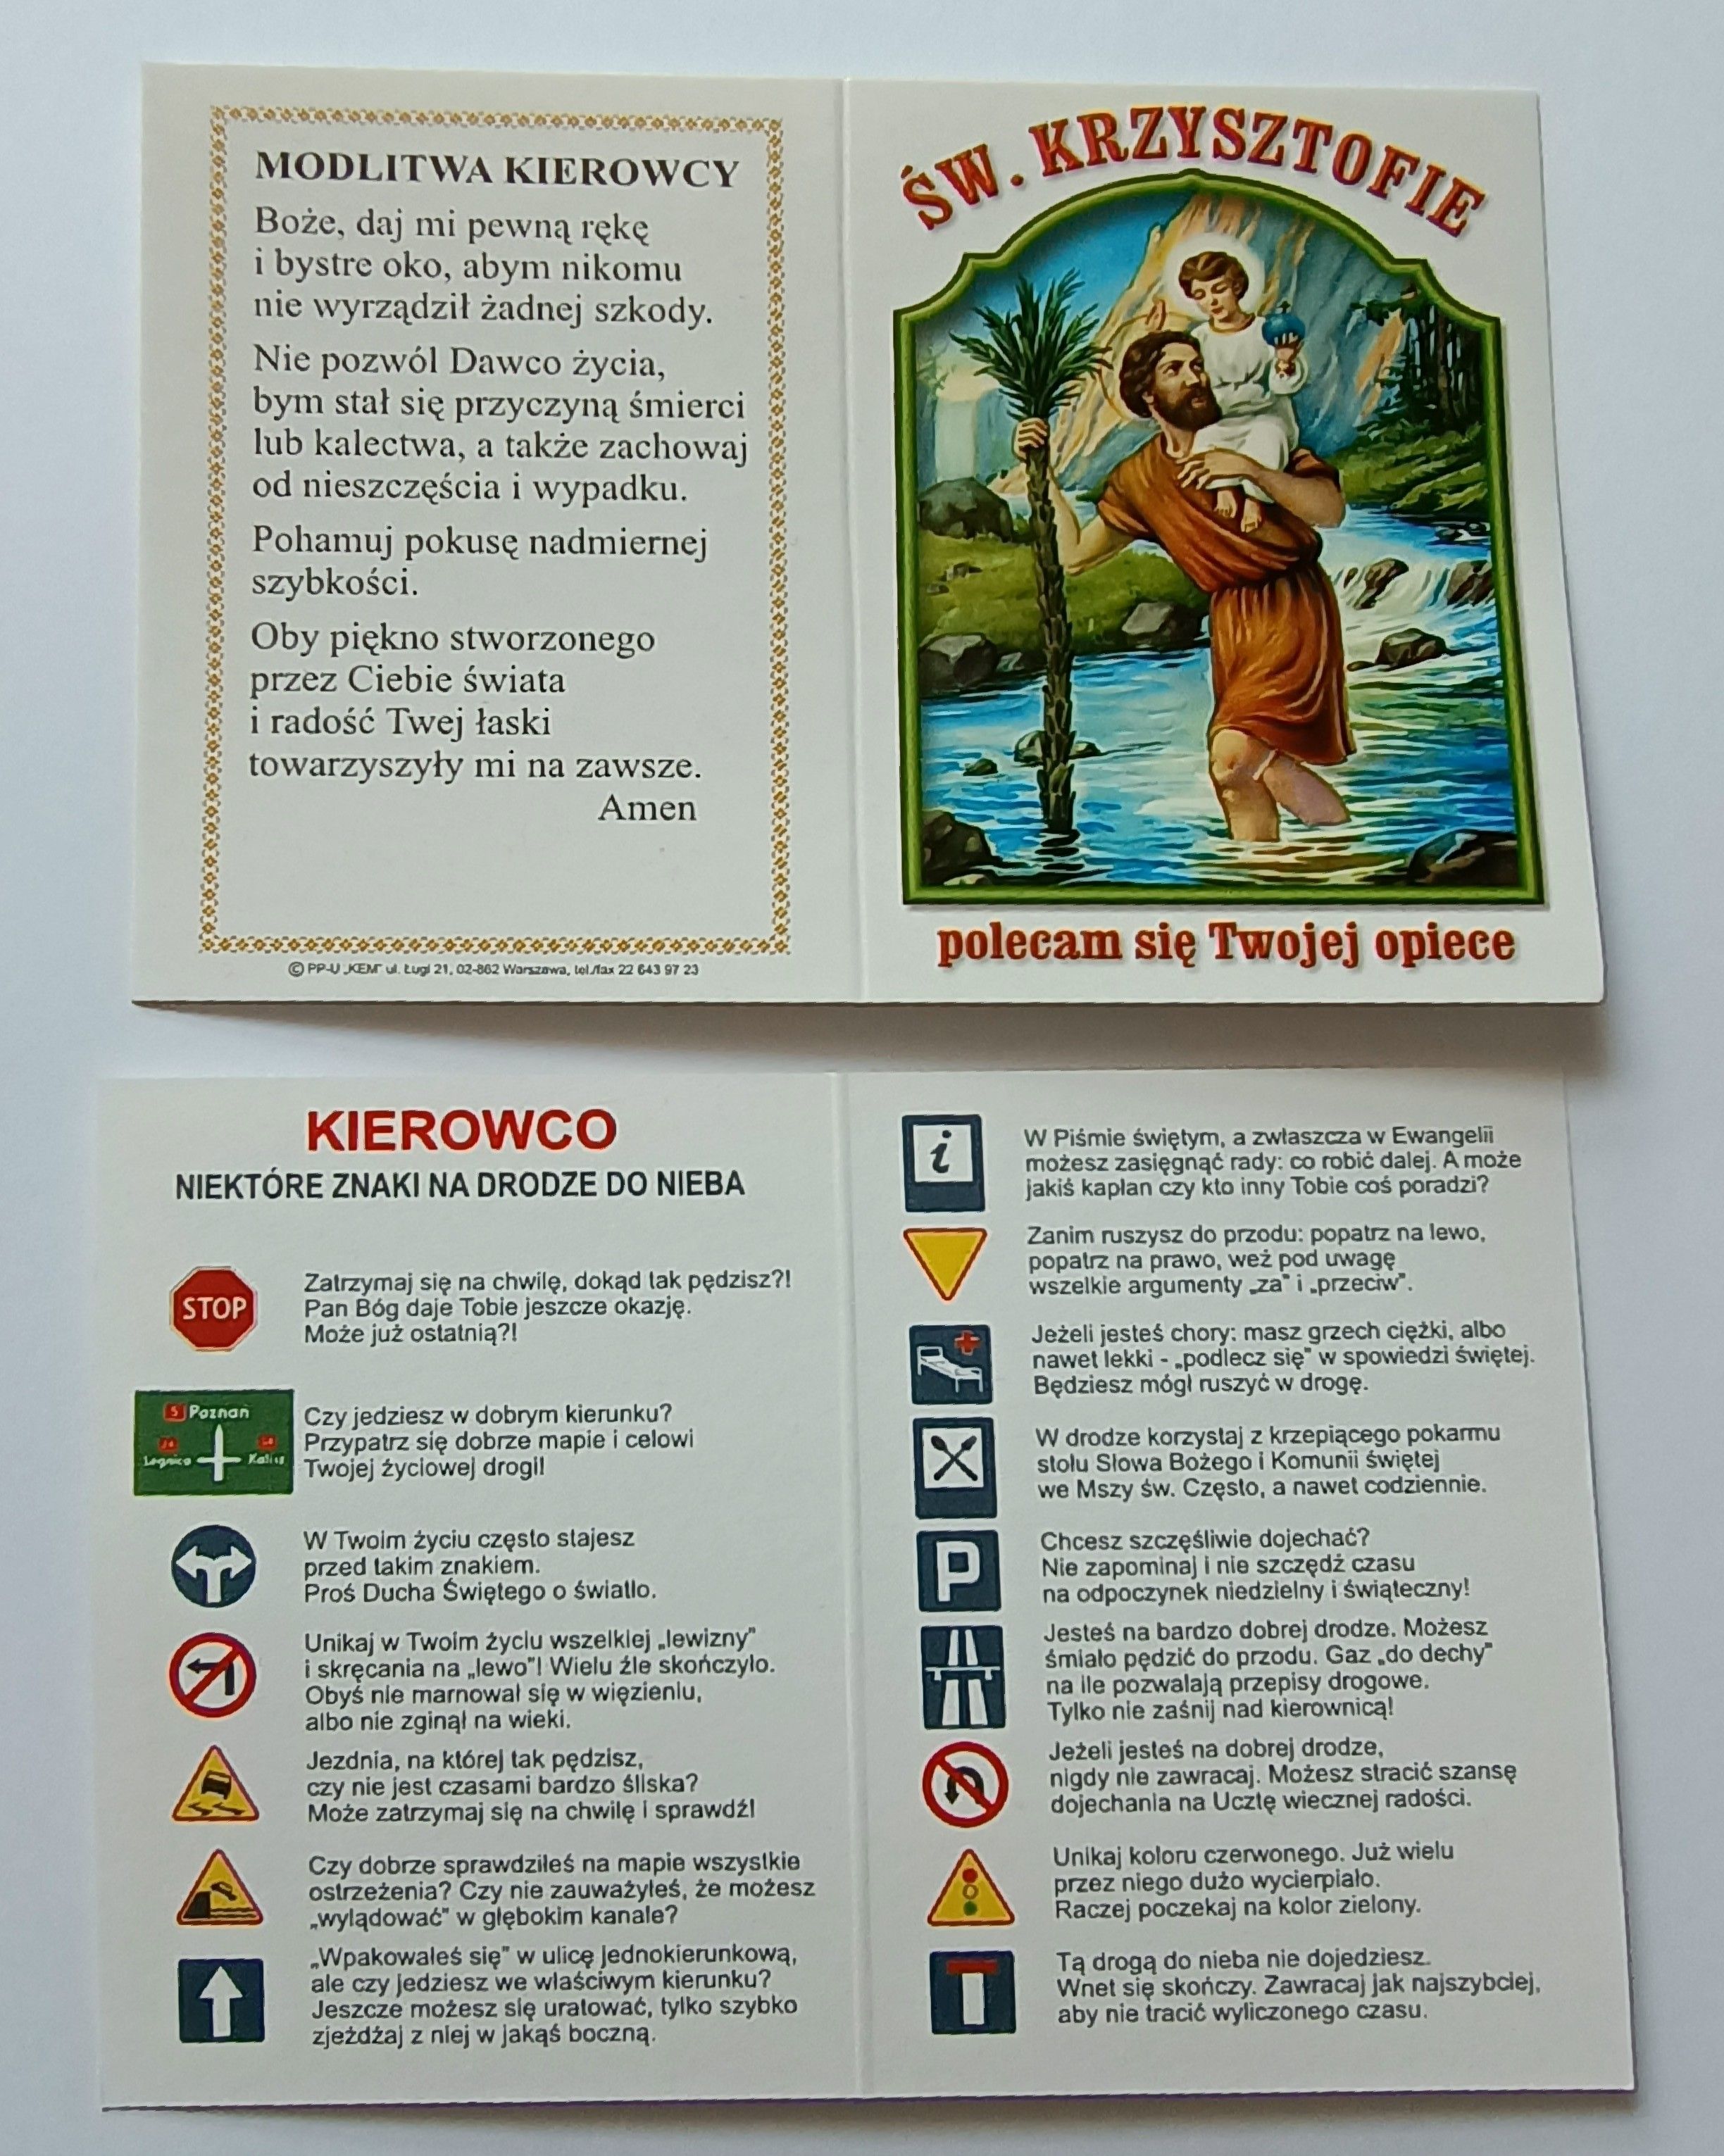 MODLITWA KIEROWCY
Boże, daj mi pewną rękę
i bystre oko, abym nikomu
nie wyrządził żadnej szkody.
Nie pozwól Dawco życia,
bym stał się przyczyną śmierci
lub kalectwa, a także zachowaj
od nieszczęścia i wypadku.
Pohamuj pokusę nadmiernej
szybkości.
Oby piękno stworzonego
przez Ciebie świata
i radość Twej łaski
towarzyszyły mi na zawsze.
Amen
© PP-U „KEM" ul. Ługi 21, 02-862 Warszawa, tel./fax 22 643 97 23
ŚW. KRZYSZTOFIE
polecam się Twojej opiece
KIEROWCO
NIEKTÓRE ZNAKI NA DRODZE DO NIEBA
STOP
Zatrzymaj się na chwilę, dokąd tak pędzisz?!
Pan Bóg daje Tobie jeszcze okazję.
Może już ostatnią?!
5 Poznań
Legnica Kalisz
Czy jedziesz w dobrym kierunku?
Przypatrz się dobrze mapie i celowi
Twojej życiowej drogi!
W Twoim życiu często stajesz
przed takim znakiem.
Proś Ducha Świętego o światło.
Unikaj w Twoim życiu wszelkiej „lewizny"
i skręcania na „lewo"! Wielu źle skończyło.
Obyś nie marnował się w więzieniu,
albo nie zginął na wieki.
Jezdnia, na której tak pędzisz,
czy nie jest czasami bardzo śliska?
Może zatrzymaj się na chwilę i sprawdź!
Czy dobrze sprawdziłeś na mapie wszystkie
ostrzeżenia? Czy nie zauważyłeś, że możesz
„wylądować" w głębokim kanale?
„Wpakowałeś się" w ulicę jednokierunkową,
ale czy jedziesz we właściwym kierunku?
Jeszcze możesz się uratować, tylko szybko
zjeżdżaj z niej w jakąś boczną.
i
W Piśmie świętym, a zwłaszcza w Ewangelii
możesz zasięgnąć rady: co robić dalej. A może
jakiś kapłan czy kto inny Tobie coś poradzi?
Zanim ruszysz do przodu: popatrz na lewo,
popatrz na prawo, weź pod uwagę
wszelkie argumenty „za" i „przeciw".
Jeżeli jesteś chory: masz grzech ciężki, albo
nawet lekki - „podlecz się" w spowiedzi świętej.
Będziesz mógł ruszyć w drogę.
W drodze korzystaj z krzepiącego pokarmu
stołu Słowa Bożego i Komunii świętej
we Mszy św. Często, a nawet codziennie.
P
Chcesz szczęśliwie dojechać?
Nie zapominaj i nie szczędź czasu
na odpoczynek niedzielny i świąteczny!
Jesteś na bardzo dobrej drodze. Możesz
śmiało pędzić do przodu. Gaz „do dechy"
na ile pozwalają przepisy drogowe.
Tylko nie zaśnij nad kierownicą!
Jeżeli jesteś na dobrej drodze,
nigdy nie zawracaj. Możesz stracić szansę
dojechania na Ucztę wiecznej radości.
Unikaj koloru czerwonego. Już wielu
przez niego dużo wycierpiało.
Raczej poczekaj na kolor zielony.
Tą drogą do nieba nie dojedziesz.
Wnet się skończy. Zawracaj jak najszybciej,
aby nie tracić wyliczonego czasu.